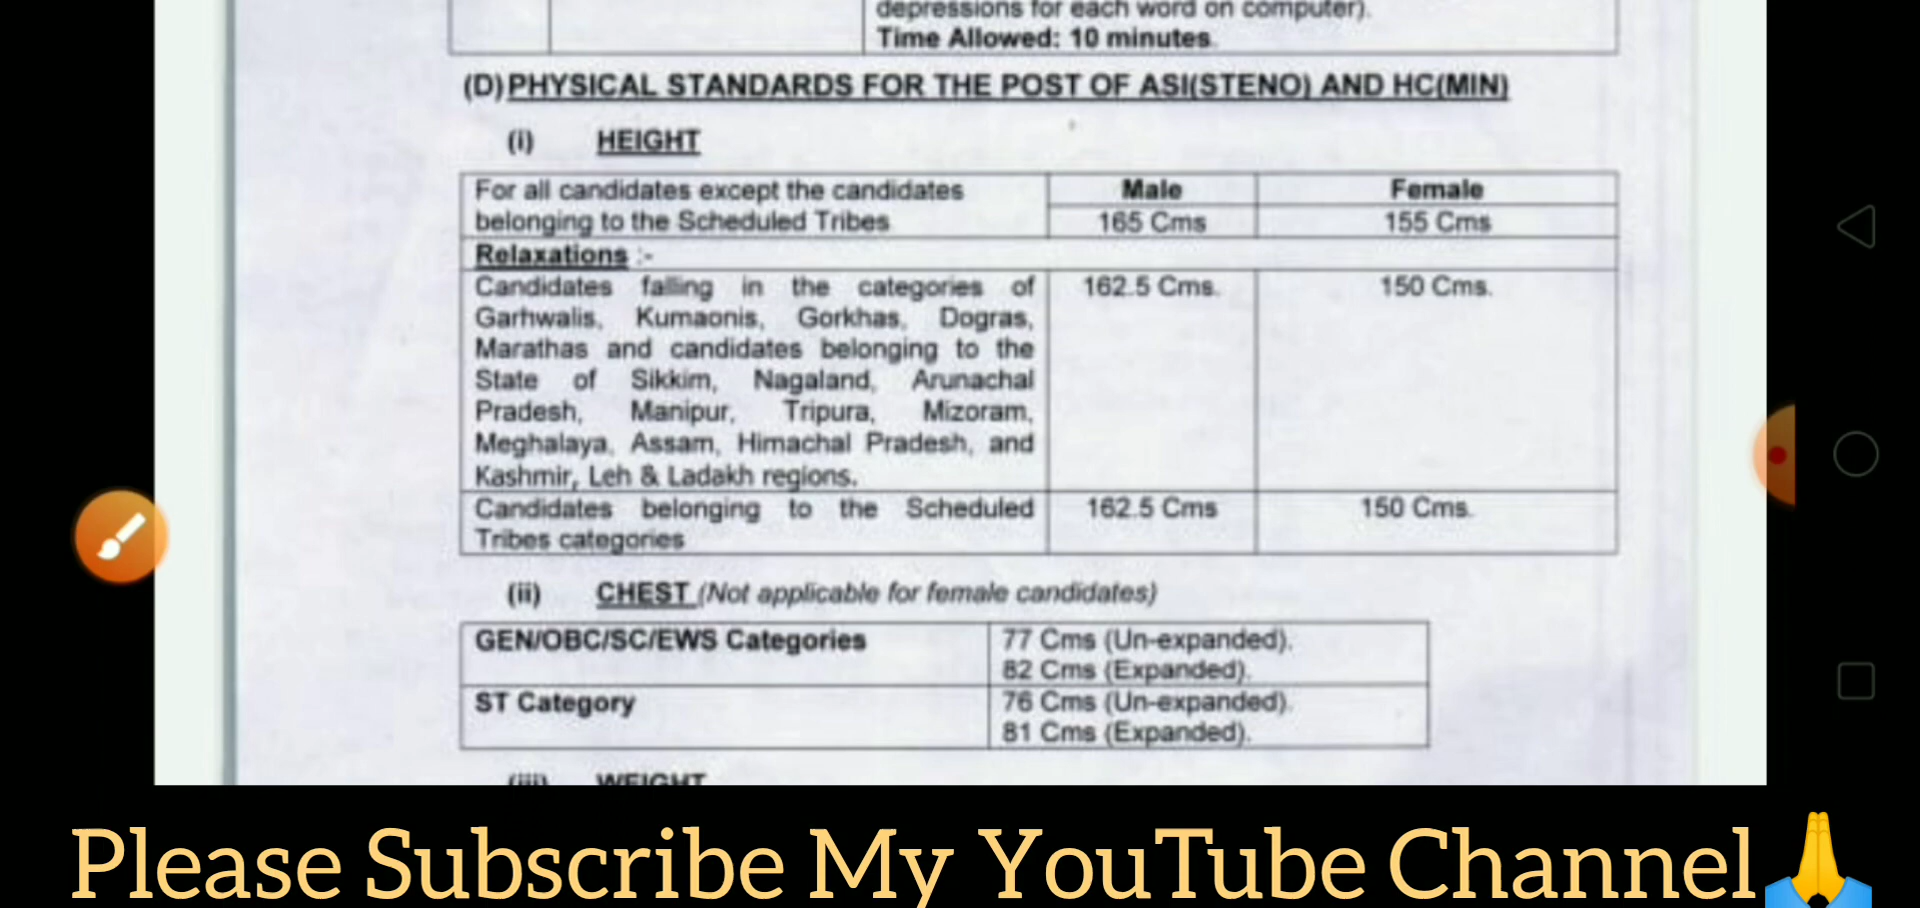 depressions for each word on computer).
Time Allowed: 10 minutes.
(D) PHYSICAL STANDARDS FOR THE POST OF ASI(STENO) AND HC(MIN)
(i) HEIGHT
For all candidates except the candidates belonging to the Scheduled Tribes
Male Female
165 Cms 155 Cms
Relaxations :-
Candidates falling in the categories of 162.5 Cms. 150 Cms.
Garhwalis, Kumaonis, Gorkhas, Dogras,
Marathas and candidates belonging to the
State of Sikkim, Nagaland, Arunachal
Pradesh, Manipur, Tripura, Mizoram,
Meghalaya, Assam, Himachal Pradesh, and
Kashmir, Leh & Ladakh regions.
Candidates belonging to the Scheduled 162.5 Cms 150 Cms.
Tribes categories
(ii) CHEST (Not applicable for female candidates)
GEN/OBC/SC/EWS Categories 77 Cms (Un-expanded).
82 Cms (Expanded).
ST Category 76 Cms (Un-expanded).
81 Cms (Expanded).
(iii) WEIGHT
Please Subscribe My YouTube Channel